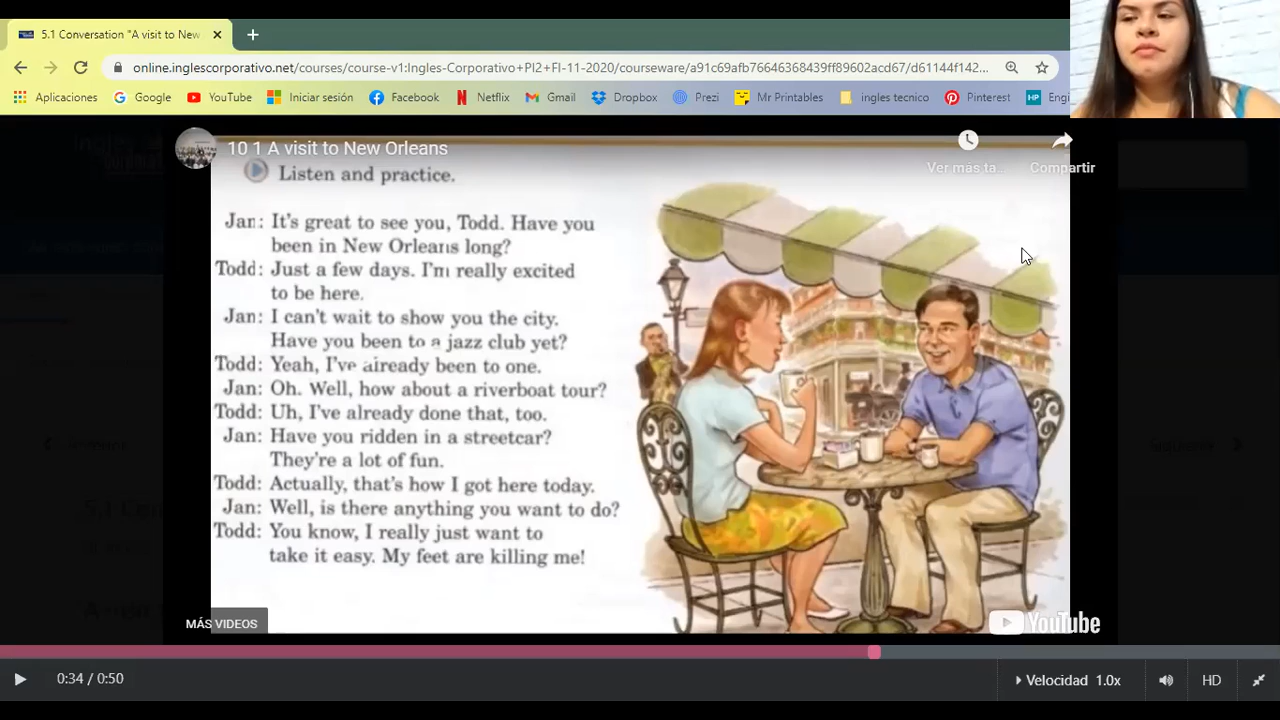 5.1 Conversation "A visit to New
online.inglescorporativo.net/courses/course-v1:Ingles-Corporativo+PI2+FI-11-2020/courseware/a91c69afb76646368439ff89602acd67/d61144f142...
Aplicaciones Google YouTube Iniciar sesión Facebook Netflix Gmail Dropbox Prezi Mr Printables ingles tecnico Pinterest HP
10 1 A visit to New Orleans
Ver más ta... Compartir
Listen and practice.
Jan: It's great to see you, Todd. Have you
been in New Orleans long?
Todd: Just a few days. I'm really excited
to be here.
Jan: I can't wait to show you the city.
Have you been to a jazz club yet?
Todd: Yeah, I've already been to one.
Jan: Oh. Well, how about a riverboat tour?
Todd: Uh, I've already done that, too.
Jan: Have you ridden in a streetcar?
They're a lot of fun.
Todd: Actually, that's how I got here today.
Jan: Well, is there anything you want to do?
Todd: You know, I really just want to
take it easy. My feet are killing me!
MÁS VIDEOS
YouTube
0:34 / 0:50
Velocidad 1.0x
HD